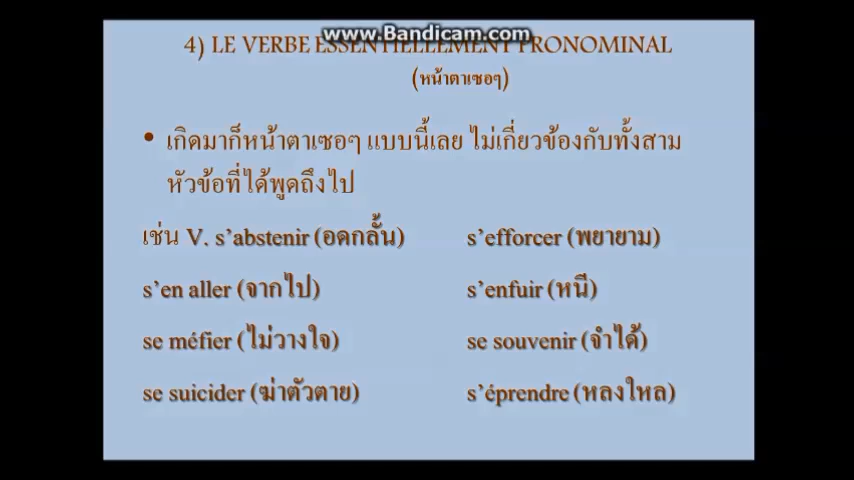 www.Bandicam.com
4) LE VERBE ESSENTIELLEMENT PRONOMINAL
(หน้าตาเซอๆ)
• เกิดมาก็หน้าตาเซอๆ แบบนี้เลย ไม่เกี่ยวข้องกับทั้งสาม
หัวข้อที่ได้พูดถึงไป
เช่น V. s’abstenir (อดกลั้น) s’efforcer (พยายาม)
s’en aller (จากไป) s’enfuir (หนี)
se méfier (ไม่วางใจ) se souvenir (จำได้)
se suicider (ฆ่าตัวตาย) s’éprendre (หลงใหล)